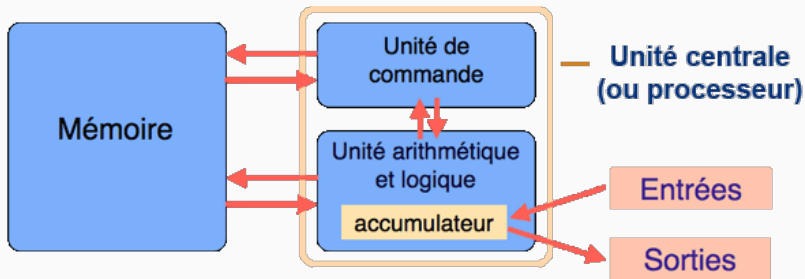 Mémoire
Unité de
commande
Unité centrale
(ou processeur)
Unité arithmétique
et logique
accumulateur
Entrées
Sorties